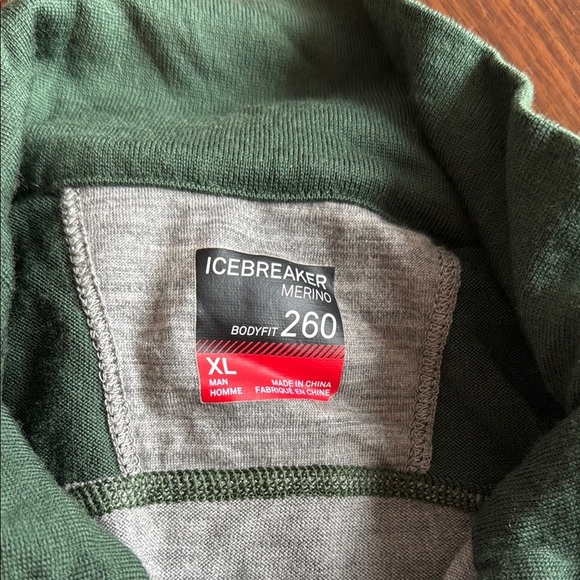 ICEBREAKER
MERINO
BODYFIT 260
XL
MAN MADE IN CHINA
HOMME FABRIQUÉ EN CHINE